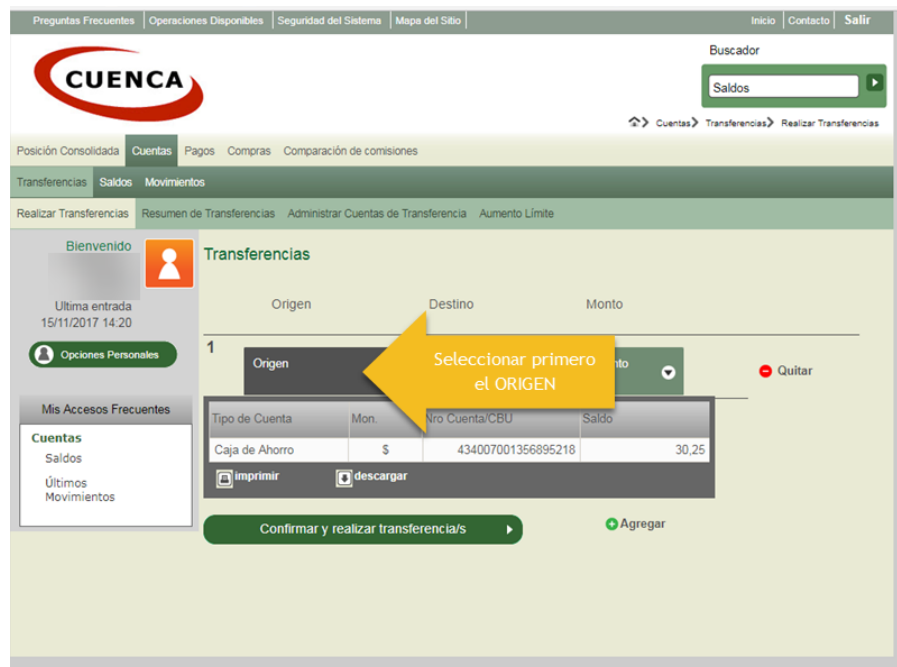 Preguntas Frecuentes Operaciones Disponibles Seguridad del Sistema Mapa del Sitio Inicio Contacto Salir
CUENCA
Buscador
Saldos
Cuentas Transferencias Realizar Transferencias
Posición Consolidada Cuentas Pagos Compras Comparación de comisiones
Transferencias Saldos Movimientos
Realizar Transferencias Resumen de Transferencias Administrar Cuentas de Transferencia Aumento Límite
Bienvenido
Ultima entrada
15/11/2017 14:20
Opciones Personales
Mis Accesos Frecuentes
Cuentas
Saldos
Últimos
Movimientos
Transferencias
Origen Destino Monto
1
Origen
Seleccionar primero
el ORIGEN
Quitar
Tipo de Cuenta Mon. Nro Cuenta/CBU Saldo
Caja de Ahorro $ 434007001356895218 30,25
imprimir descargar
Confirmar y realizar transferencia/s Agregar